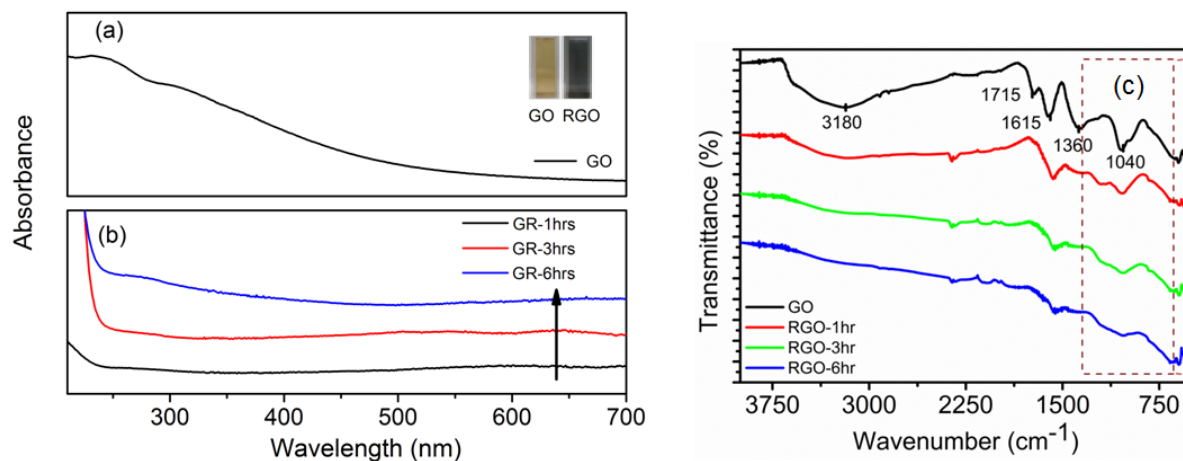 (a)
GO RGO
GO
Absorbance
(b)
GR-1hrs
GR-3hrs
GR-6hrs
300 400 500 600 700
Wavelength (nm)
(c)
3180
1715
1615
1360
1040
Transmittance (%)
GO
RGO-1hr
RGO-3hr
RGO-6hr
3750 3000 2250 1500 750
Wavenumber (cm⁻¹)